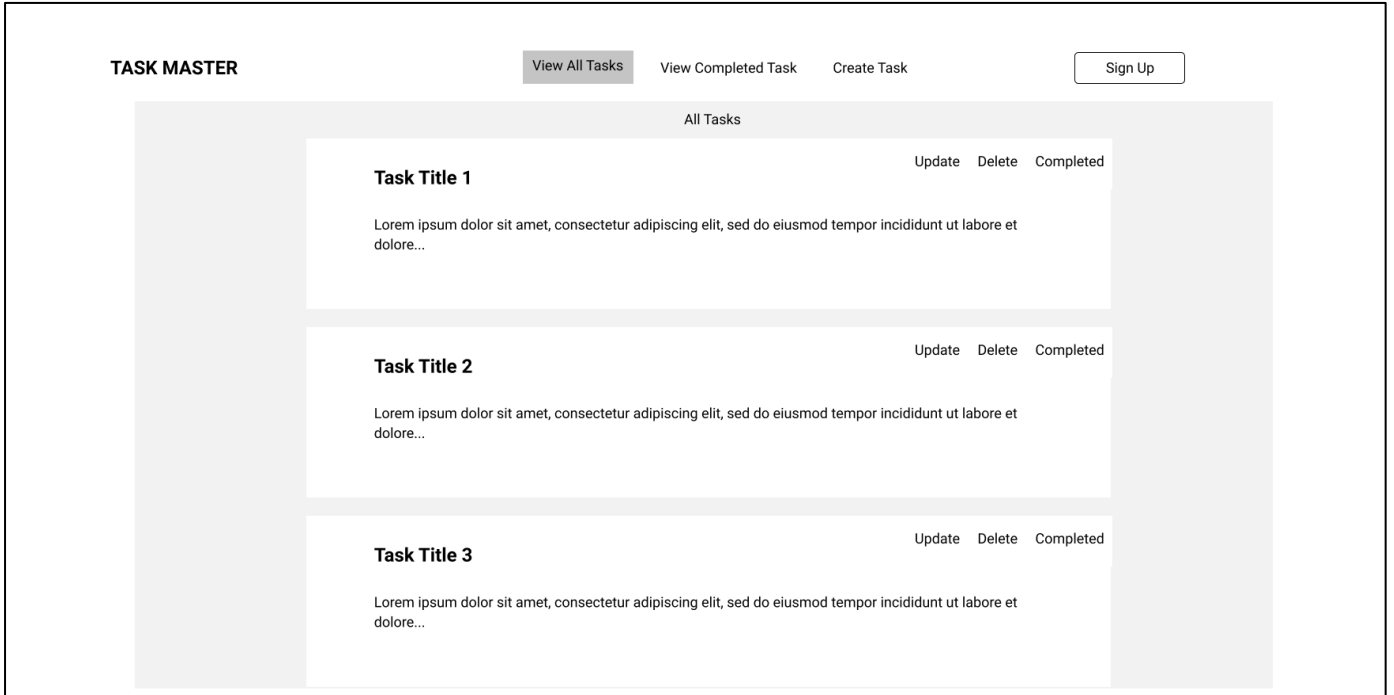 TASK MASTER
View All Tasks
View Completed Task
Create Task
Sign Up
All Tasks
Update Delete Completed
Task Title 1
Lorem ipsum dolor sit amet, consectetur adipiscing elit, sed do eiusmod tempor incididunt ut labore et
dolore...
Update Delete Completed
Task Title 2
Lorem ipsum dolor sit amet, consectetur adipiscing elit, sed do eiusmod tempor incididunt ut labore et
dolore...
Update Delete Completed
Task Title 3
Lorem ipsum dolor sit amet, consectetur adipiscing elit, sed do eiusmod tempor incididunt ut labore et
dolore...